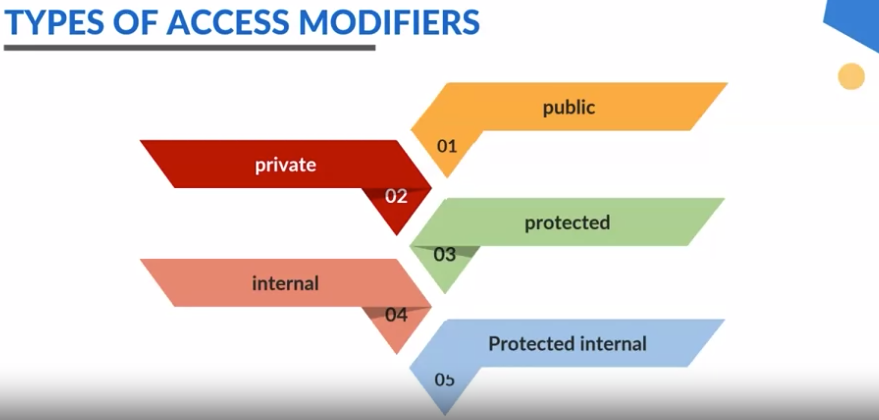 TYPES OF ACCESS MODIFIERS
public
01
private
02
protected
03
internal
04
Protected internal
05